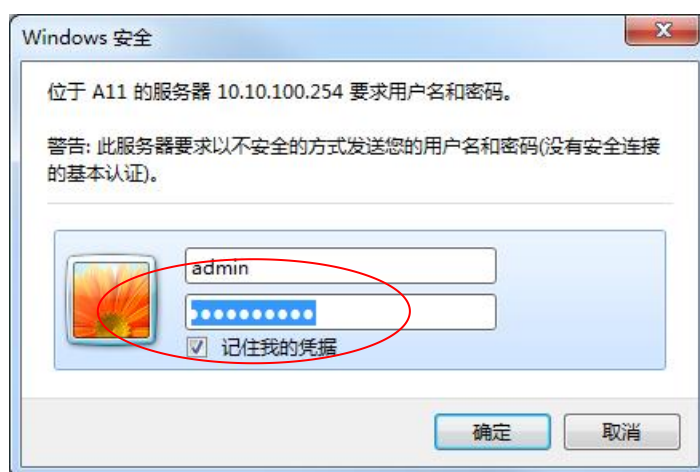 Windows 安全
位于 A11 的服务器 10.10.100.254 要求用户名和密码。
警告: 此服务器要求以不安全的方式发送您的用户名和密码(没有安全连接
的基本认证)。
admin
●●●●●●●●●●
记住我的凭据
确定
取消